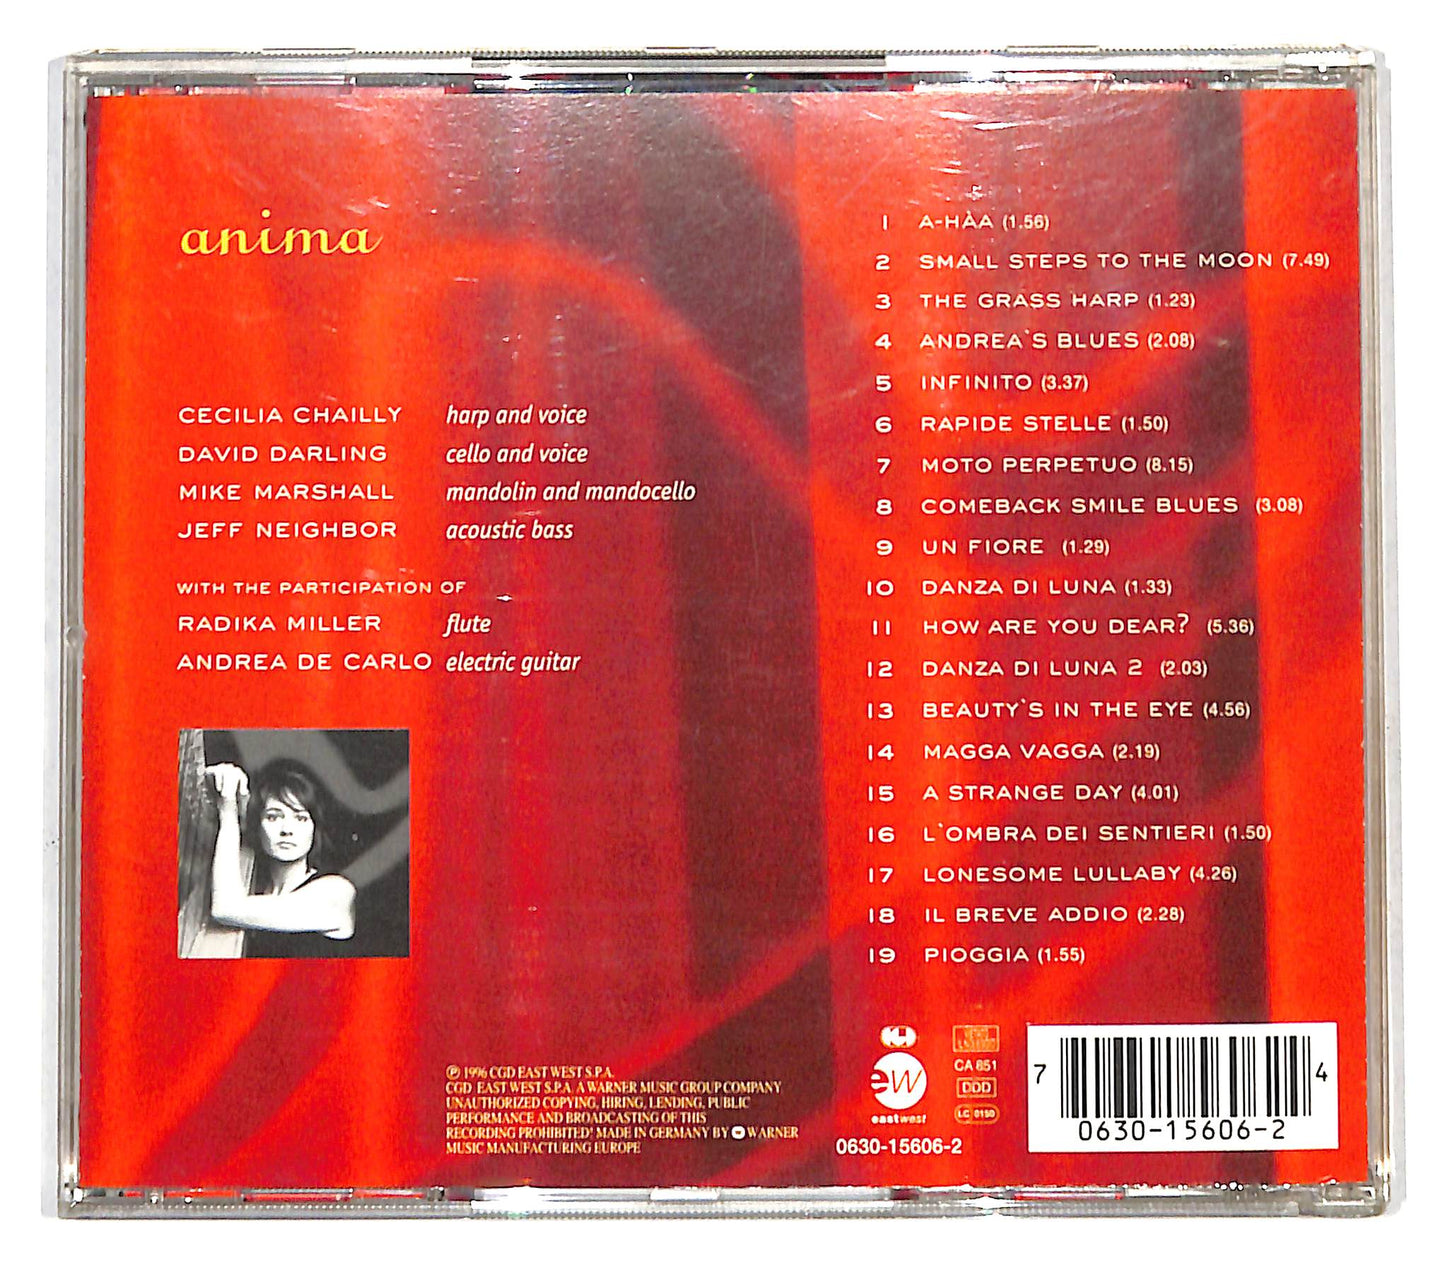 anima
CECILIA CHAILLY harp and voice
DAVID DARLING cello and voice
MIKE MARSHALL mandolin and mandocello
JEFF NEIGHBOR acoustic bass
WITH THE PARTICIPATION OF
RADIKA MILLER flute
ANDREA DE CARLO electric guitar
1 A-HÀA (1.56)
2 SMALL STEPS TO THE MOON (7.49)
3 THE GRASS HARP (1.23)
4 ANDREA`S BLUES (2.08)
5 INFINITO (3.37)
6 RAPIDE STELLE (1.50)
7 MOTO PERPETUO (8.15)
8 COMEBACK SMILE BLUES (3.08)
9 UN FIORE (1.29)
10 DANZA DI LUNA (1.33)
11 HOW ARE YOU DEAR? (5.36)
12 DANZA DI LUNA 2 (2.03)
13 BEAUTY`S IN THE EYE (4.56)
14 MAGGA VAGGA (2.19)
15 A STRANGE DAY (4.01)
16 L`OMBRA DEI SENTIERI (1.50)
17 LONESOME LULLABY (4.26)
18 IL BREVE ADDIO (2.28)
19 PIOGGIA (1.55)
℗ 1996 CGD EAST WEST S.P.A.
CGD EAST WEST S.P.A. A WARNER MUSIC GROUP COMPANY
UNAUTHORIZED COPYING, HIRING, LENDING, PUBLIC
PERFORMANCE AND BROADCASTING OF THIS
RECORDING PROHIBITED! MADE IN GERMANY BY WARNER
MUSIC MANUFACTURING EUROPE
ew
eastwest
0630-15606-2
CA 851
DDD
LC 0150
7 4
0630-15606-2